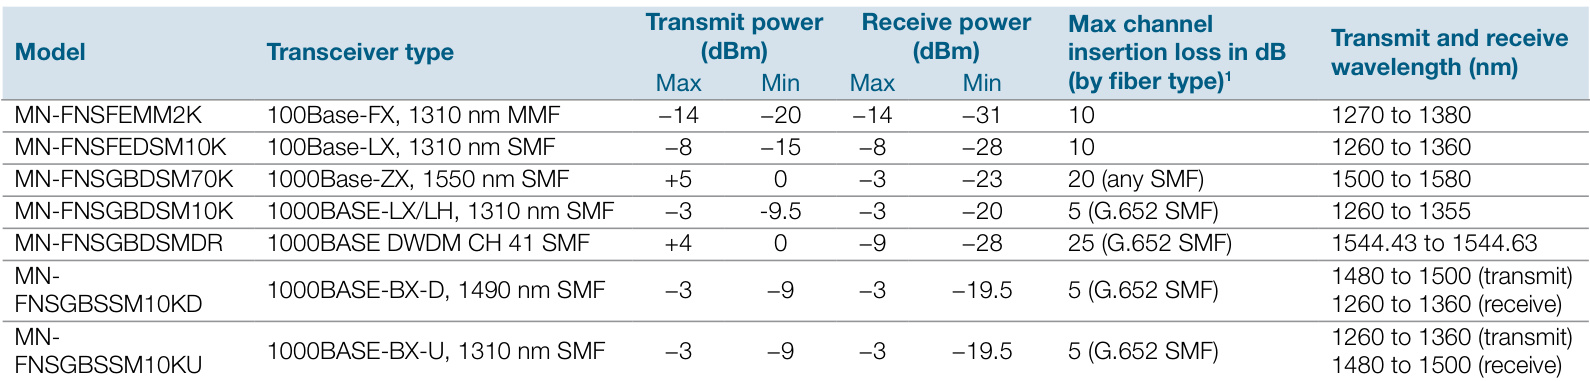 Model Transceiver type Transmit power (dBm) Receive power (dBm) Max channel insertion loss in dB (by fiber type)1 Transmit and receive wavelength (nm)
Max Min Max Min
MN-FNSFEMM2K 100Base-FX, 1310 nm MMF −14 −20 −14 −31 10 1270 to 1380
MN-FNSFEDSM10K 100Base-LX, 1310 nm SMF −8 −15 −8 −28 10 1260 to 1360
MN-FNSGBDSM70K 1000Base-ZX, 1550 nm SMF +5 0 −3 −23 20 (any SMF) 1500 to 1580
MN-FNSGBDSM10K 1000BASE-LX/LH, 1310 nm SMF −3 -9.5 −3 −20 5 (G.652 SMF) 1260 to 1355
MN-FNSGBDSMDR 1000BASE DWDM CH 41 SMF +4 0 −9 −28 25 (G.652 SMF) 1544.43 to 1544.63
MN-
FNSGBSSM10KD 1000BASE-BX-D, 1490 nm SMF −3 −9 −3 −19.5 5 (G.652 SMF) 1480 to 1500 (transmit)
1260 to 1360 (receive)
MN-
FNSGBSSM10KU 1000BASE-BX-U, 1310 nm SMF −3 −9 −3 −19.5 5 (G.652 SMF) 1260 to 1360 (transmit)
1480 to 1500 (receive)